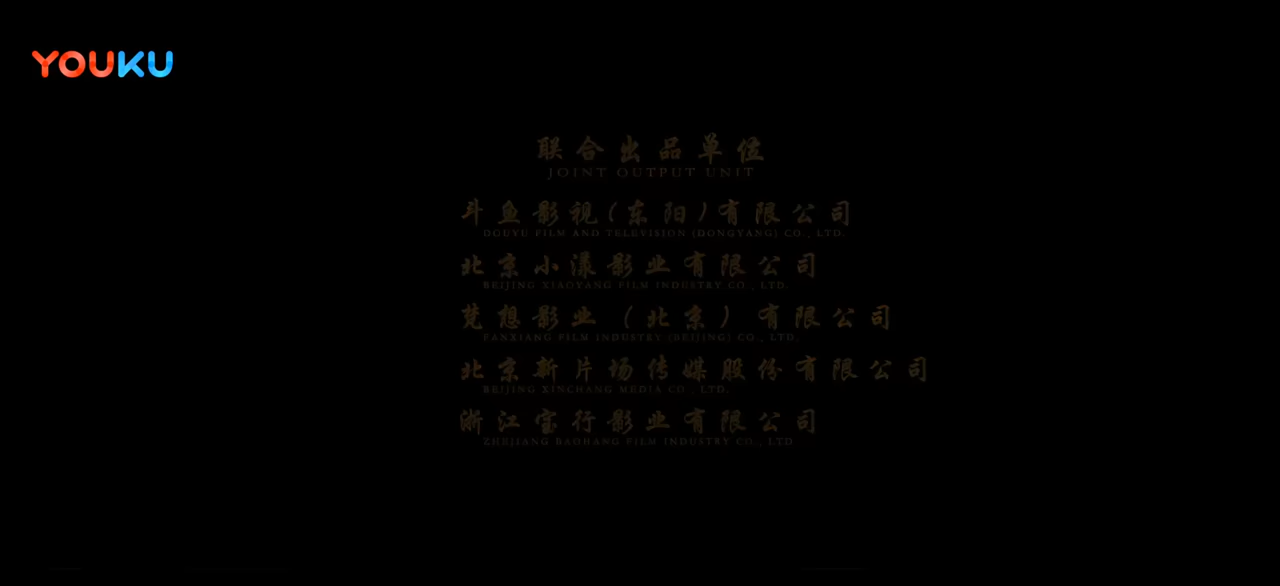 YOUKU
联合出品单位
JOINT OUTPUT UNIT
斗鱼影视(东阳)有限公司
DOUYU FILM AND TELEVISION (DONGYANG) CO., LTD.
北京小漾影业有限公司
BEIJING XIAOYANG FILM INDUSTRY CO., LTD.
梵想影业(北京)有限公司
FANXIANG FILM INDUSTRY (BEIJING) CO., LTD.
北京新片场传媒股份有限公司
BEIJING XINCHANG MEDIA CO., LTD.
浙江宝行影业有限公司
ZHEJIANG BAOHANG FILM INDUSTRY CO., LTD